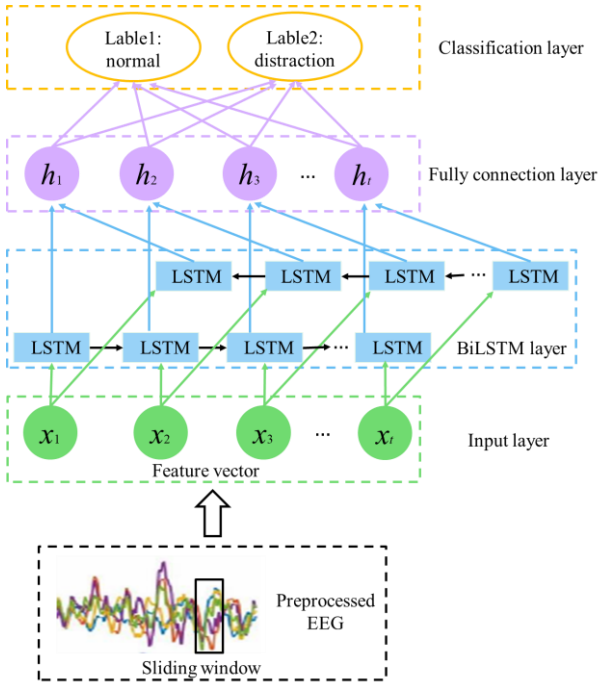 Lable1:
normal
Lable2:
distraction
Classification layer
h1
h2
h3
...
ht
Fully connection layer
LSTM
LSTM
LSTM
...
LSTM
LSTM
LSTM
LSTM
...
LSTM
BiLSTM layer
x1
x2
x3
...
xt
Input layer
Feature vector
Preprocessed
EEG
Sliding window